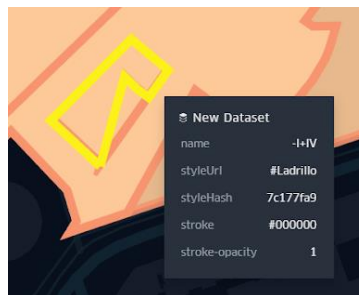 New Dataset
name -I+IV
styleUrl #Ladrillo
styleHash 7c177fa9
stroke #000000
stroke-opacity 1